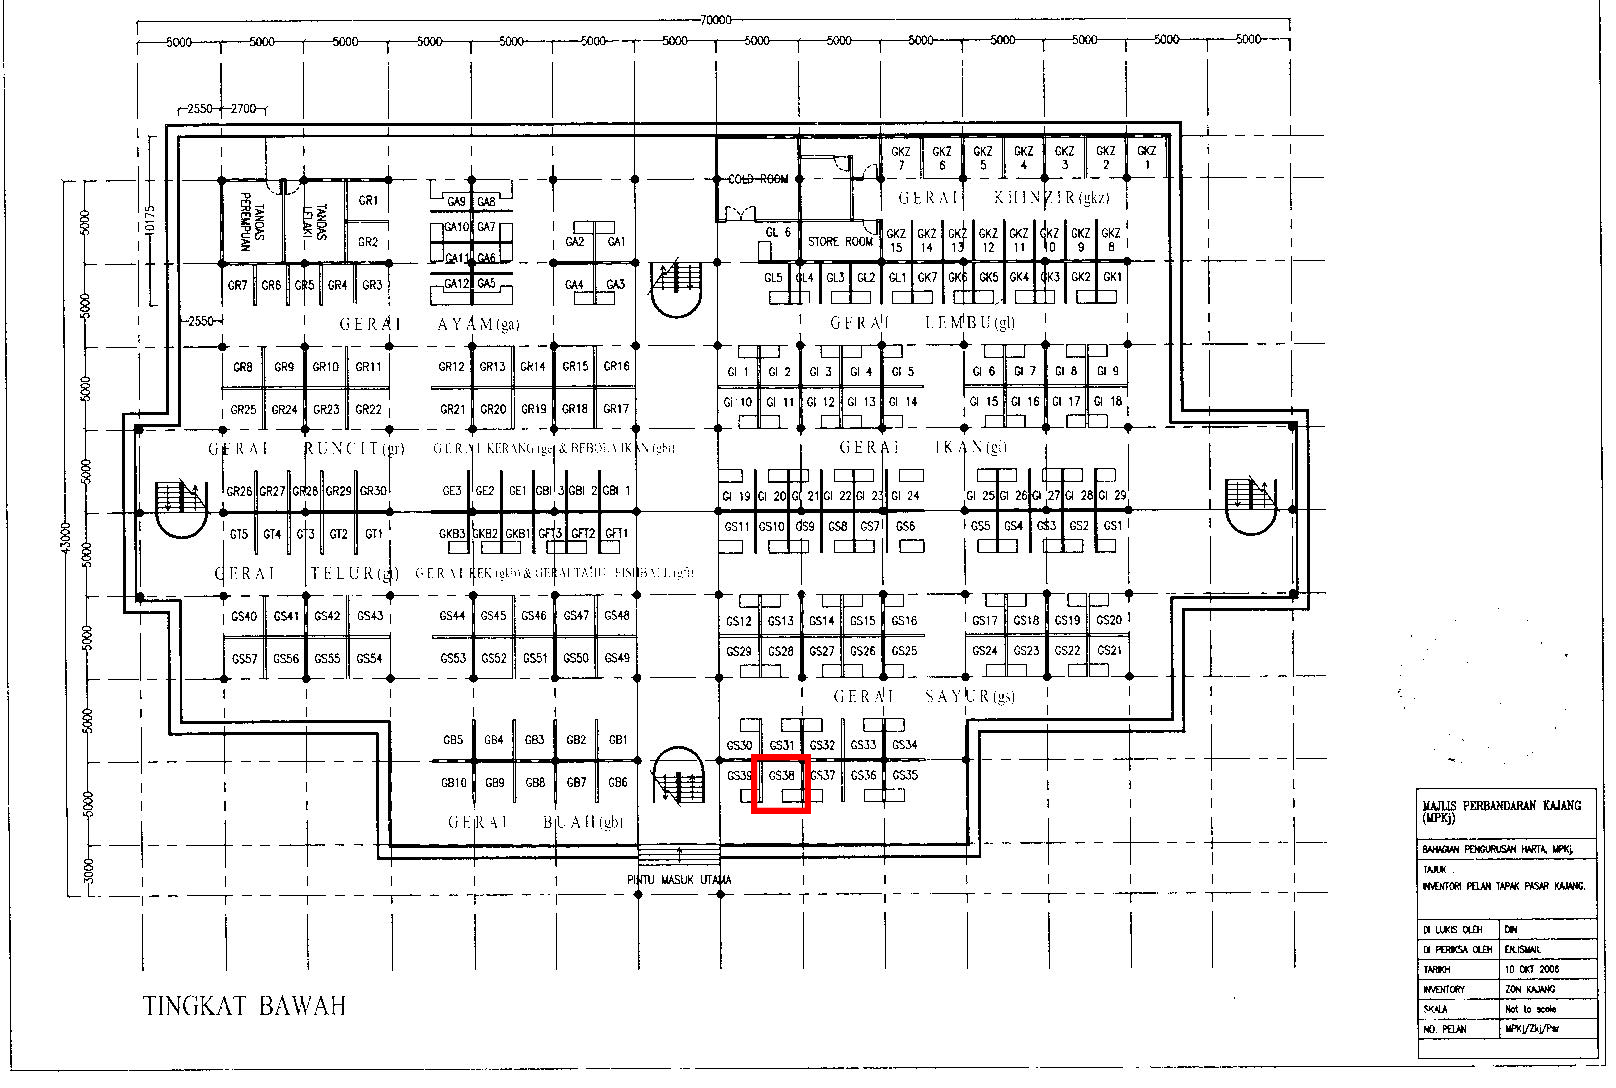 70000
5000 5000 5000 5000 5000 5000 5000 5000 5000 5000 5000 5000 5000 5000
2550 2700
GKZ 7 GKZ 6 GKZ 5 GKZ 4 GKZ 3 GKZ 2 GKZ 1
COLD ROOM
GERAI KHINZIR(gkz)
TANDAS PEREMPUAN
TANDAS LELAKI
GR1
GR2
GA9 GA8
GA10 GA7
GA11 GA6
GA12 GA5
GA2 GA1
GA4 GA3
GL 6
STORE ROOM
GKZ 15 GKZ 14 GKZ 13 GKZ 12 GKZ 11 GKZ 10 GKZ 9 GKZ 8
GR7 GR6 GR5 GR4 GR3
GL5 GL4 GL3 GL2 GL1 GK7 GK6 GK5 GK4 GK3 GK2 GK1
10175
2550
GERAI AYAM(ga)
GERAI LEMBU(gl)
GR8 GR9 GR10 GR11 GR12 GR13 GR14 GR15 GR16
GI 1 GI 2 GI 3 GI 4 GI 5 GI 6 GI 7 GI 8 GI 9
GR25 GR24 GR23 GR22 GR21 GR20 GR19 GR18 GR17
GI 10 GI 11 GI 12 GI 13 GI 14 GI 15 GI 16 GI 17 GI 18
GERAI RUNCIT(gr)
GERAI KERANG(ge) & BEBOLA IKAN(gbi)
GERAI IKAN(gi)
GR26 GR27 GR28 GR29 GR30 GE3 GE2 GE1 GBI 3 GBI 2 GBI 1
GI 19 GI 20 GI 21 GI 22 GI 23 GI 24 GI 25 GI 26 GI 27 GI 28 GI 29
GT5 GT4 GT3 GT2 GT1 GKB3 GKB2 GKB1 GFT3 GFT2 GFT1
GS11 GS10 GS9 GS8 GS7 GS6 GS5 GS4 GS3 GS2 GS1
GERAI TELUR(gt)
GERAI & GERAI
GS40 GS41 GS42 GS43 GS44 GS45 GS46 GS47 GS48
GS12 GS13 GS14 GS15 GS16 GS17 GS18 GS19 GS20
GS57 GS56 GS55 GS54 GS53 GS52 GS51 GS50 GS49
GS29 GS28 GS27 GS26 GS25 GS24 GS23 GS22 GS21
GERAI SAYUR(gs)
GB5 GB4 GB3 GB2 GB1
GS30 GS31 GS32 GS33 GS34
GB10 GB9 GB8 GB7 GB6
GS39 GS38 GS37 GS36 GS35
GERAI BUAH(gb)
PINTU MASUK UTAMA
43000
5000
5000
5000
5000
5000
5000
5000
5000
3000
TINGKAT BAWAH
MAJLIS PERBANDARAN KAJANG
(MPKj)
BAHAGIAN PENGURUSAN HARTA, MPKj.
TAJUK
INVENTORI PELAN TAPAK PASAR KAJANG.
DI LUKIS OLEH DIN
DI PERIKSA OLEH EN.ISMAIL
TARIKH 10 OKT 2006
INVENTORY ZON KAJANG
SKALA Not to scale
NO. PELAN MPKj/Zkj/Psr